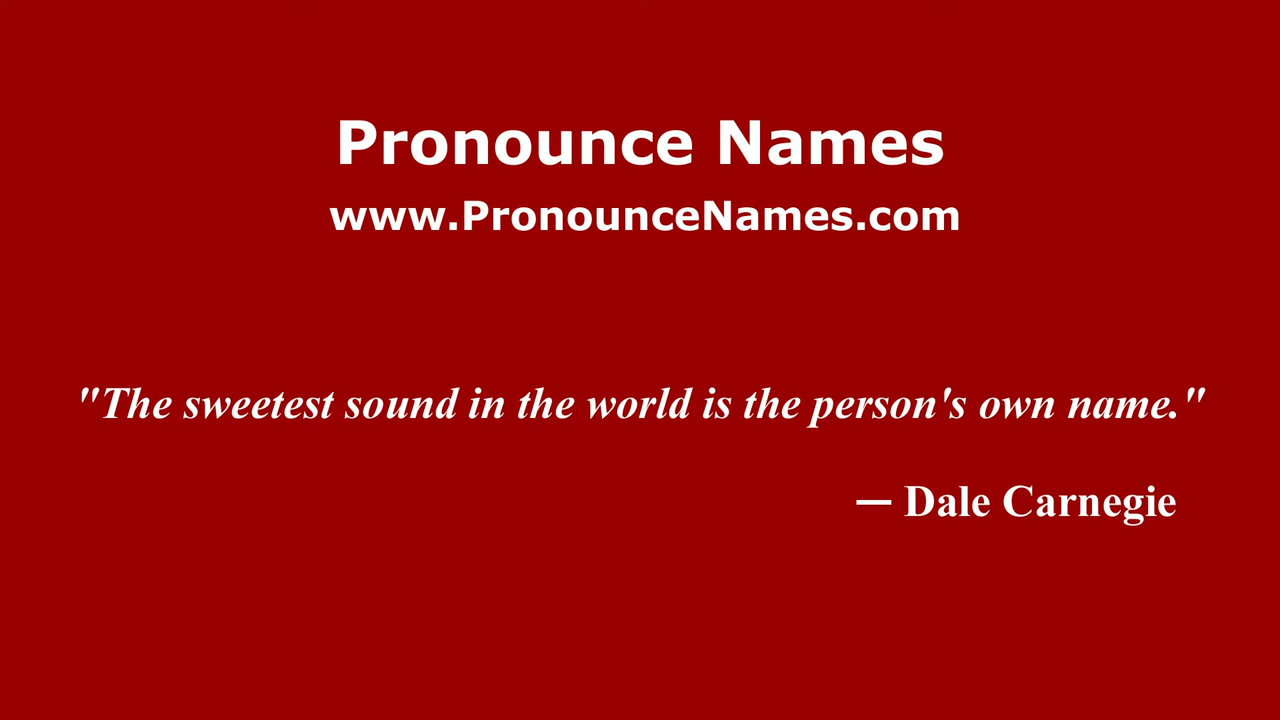 Pronounce Names
www.PronounceNames.com
"The sweetest sound in the world is the person's own name."
— Dale Carnegie